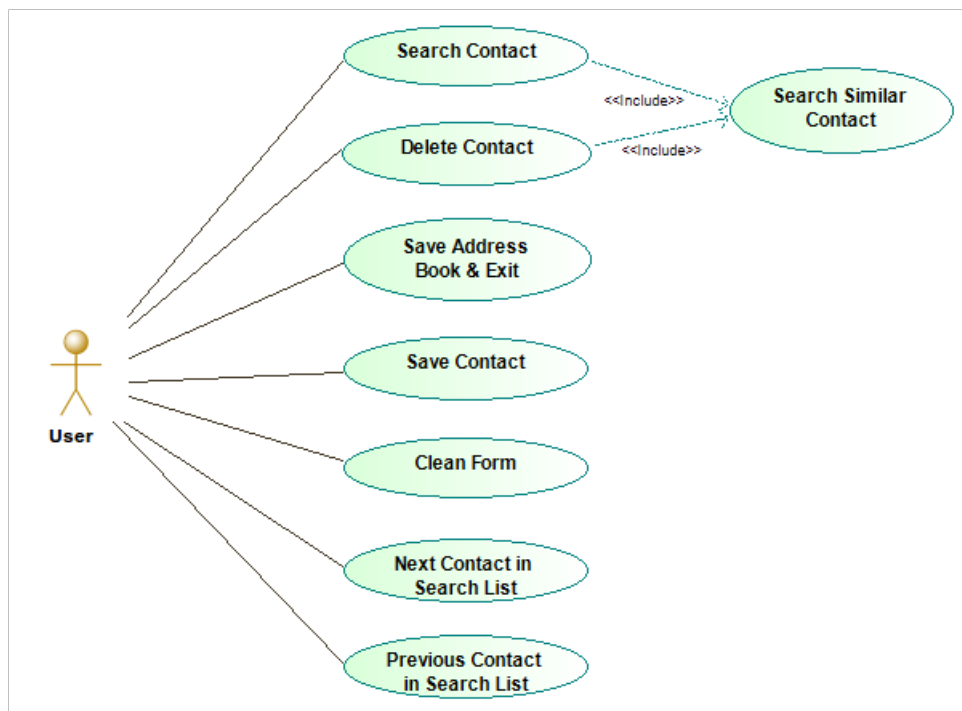 Search Contact
<<Include>>
Search Similar
Contact
Delete Contact
<<Include>>
Save Address
Book & Exit
Save Contact
User
Clean Form
Next Contact in
Search List
Previous Contact
in Search List